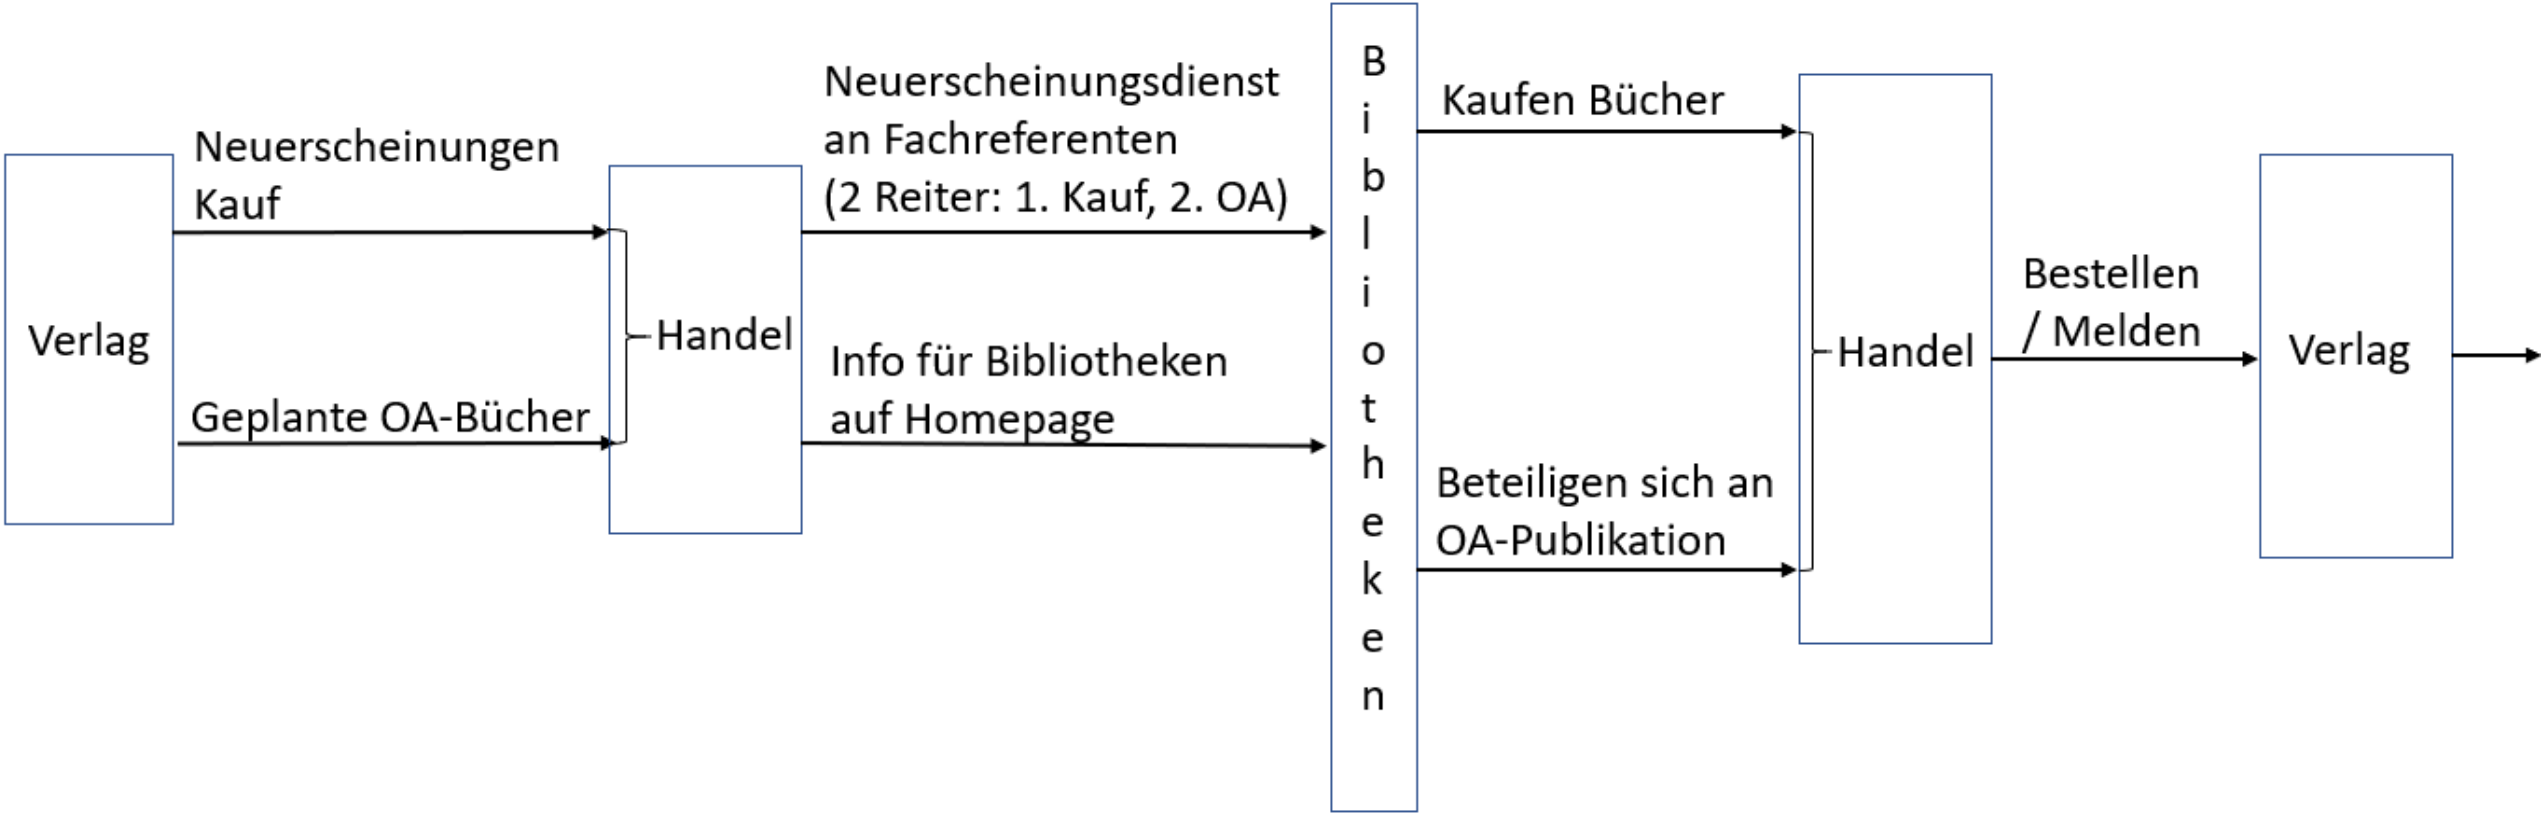 Verlag
Neuerscheinungen
Kauf
Geplante OA-Bücher
Handel
Neuerscheinungsdienst
an Fachreferenten
(2 Reiter: 1. Kauf, 2. OA)
Info für Bibliotheken
auf Homepage
B
i
b
l
i
o
t
h
e
k
e
n
Kaufen Bücher
Beteiligen sich an
OA-Publikation
Handel
Bestellen
/ Melden
Verlag